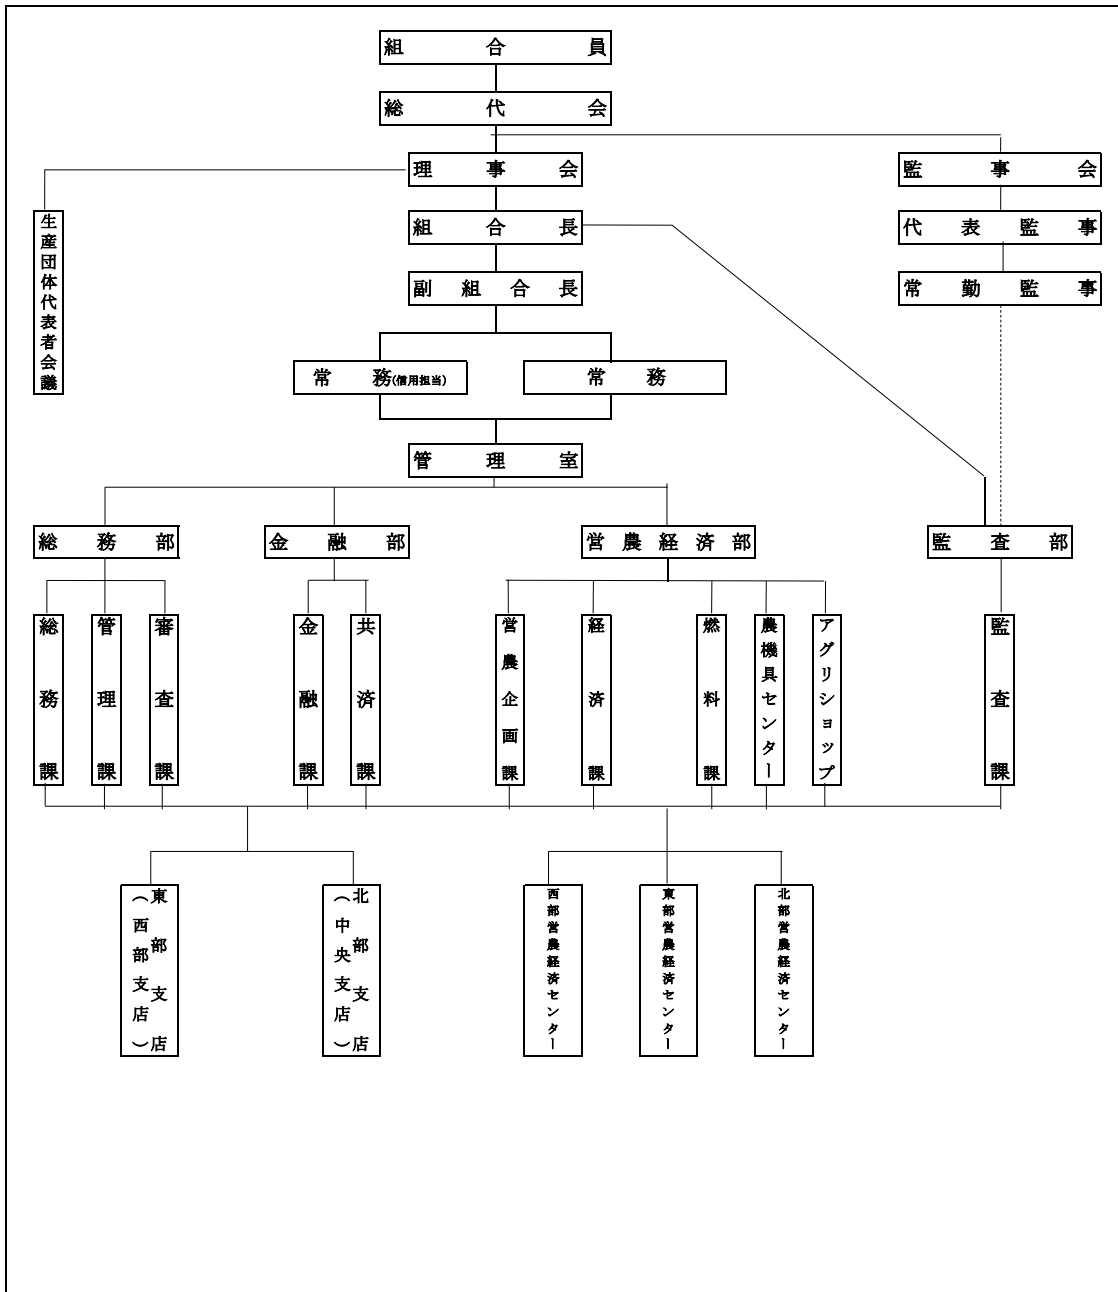 組合員
総代会
理事会
監事会
生産団体代表者会議
組合長
代表監事
副組合長
常勤監事
常務(信用担当)
常務
管理室
総務部
金融部
営農経済部
監査部
総務課
管理課
審査課
金融課
共済課
営農企画課
経済課
燃料課
農機具センター
アグリショップ
監査課
東部支店
(西部支店)
北部支店
(中央支店)
西部営農経済センター
東部営農経済センター
北部営農経済センター